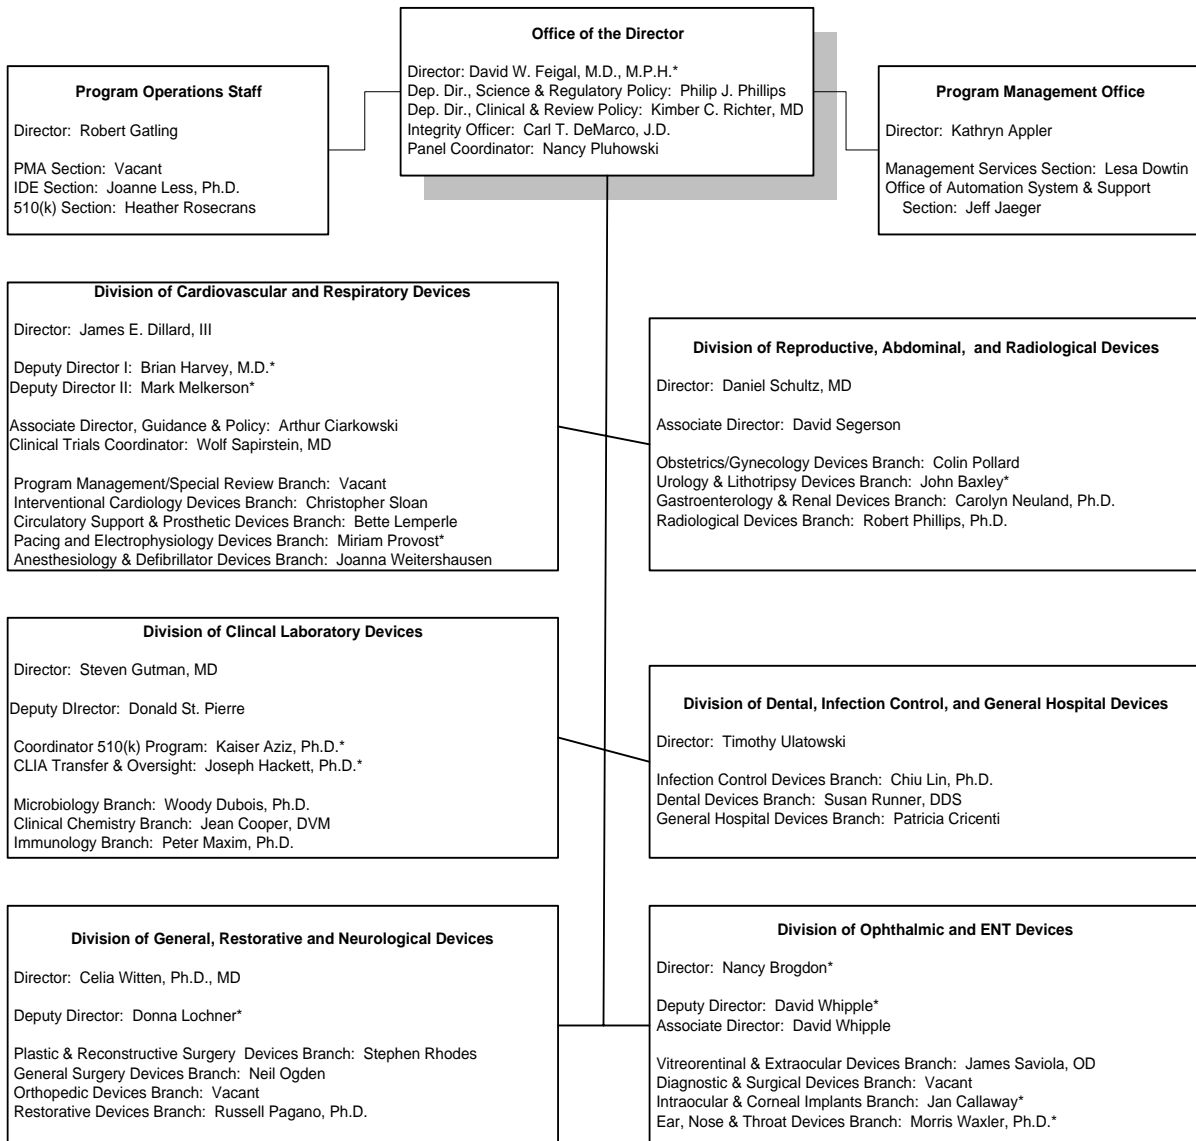 Office of the Director
Director: David W. Feigal, M.D., M.P.H.*
Dep. Dir., Science & Regulatory Policy: Philip J. Phillips
Dep. Dir., Clinical & Review Policy: Kimber C. Richter, MD
Integrity Officer: Carl T. DeMarco, J.D.
Panel Coordinator: Nancy Pluhowski
Program Operations Staff
Director: Robert Gatling
PMA Section: Vacant
IDE Section: Joanne Less, Ph.D.
510(k) Section: Heather Rosecrans
Program Management Office
Director: Kathryn Appler
Management Services Section: Lesa Dowtin
Office of Automation System & Support
Section: Jeff Jaeger
Division of Cardiovascular and Respiratory Devices
Director: James E. Dillard, III
Deputy Director I: Brian Harvey, M.D.*
Deputy Director II: Mark Melkerson*
Associate Director, Guidance & Policy: Arthur Ciarkowski
Clinical Trials Coordinator: Wolf Sapirstein, MD
Program Management/Special Review Branch: Vacant
Interventional Cardiology Devices Branch: Christopher Sloan
Circulatory Support & Prosthetic Devices Branch: Bette Lemperle
Pacing and Electrophysiology Devices Branch: Miriam Provost*
Anesthesiology & Defibrillator Devices Branch: Joanna Weitershausen
Division of Reproductive, Abdominal, and Radiological Devices
Director: Daniel Schultz, MD
Associate Director: David Segerson
Obstetrics/Gynecology Devices Branch: Colin Pollard
Urology & Lithotripsy Devices Branch: John Baxley*
Gastroenterology & Renal Devices Branch: Carolyn Neuland, Ph.D.
Radiological Devices Branch: Robert Phillips, Ph.D.
Division of Clincal Laboratory Devices
Director: Steven Gutman, MD
Deputy DIrector: Donald St. Pierre
Coordinator 510(k) Program: Kaiser Aziz, Ph.D.*
CLIA Transfer & Oversight: Joseph Hackett, Ph.D.*
Microbiology Branch: Woody Dubois, Ph.D.
Clinical Chemistry Branch: Jean Cooper, DVM
Immunology Branch: Peter Maxim, Ph.D.
Division of Dental, Infection Control, and General Hospital Devices
Director: Timothy Ulatowski
Infection Control Devices Branch: Chiu Lin, Ph.D.
Dental Devices Branch: Susan Runner, DDS
General Hospital Devices Branch: Patricia Cricenti
Division of General, Restorative and Neurological Devices
Director: Celia Witten, Ph.D., MD
Deputy Director: Donna Lochner*
Plastic & Reconstructive Surgery Devices Branch: Stephen Rhodes
General Surgery Devices Branch: Neil Ogden
Orthopedic Devices Branch: Vacant
Restorative Devices Branch: Russell Pagano, Ph.D.
Division of Ophthalmic and ENT Devices
Director: Nancy Brogdon*
Deputy Director: David Whipple*
Associate Director: David Whipple
Vitreorentinal & Extraocular Devices Branch: James Saviola, OD
Diagnostic & Surgical Devices Branch: Vacant
Intraocular & Corneal Implants Branch: Jan Callaway*
Ear, Nose & Throat Devices Branch: Morris Waxler, Ph.D.*